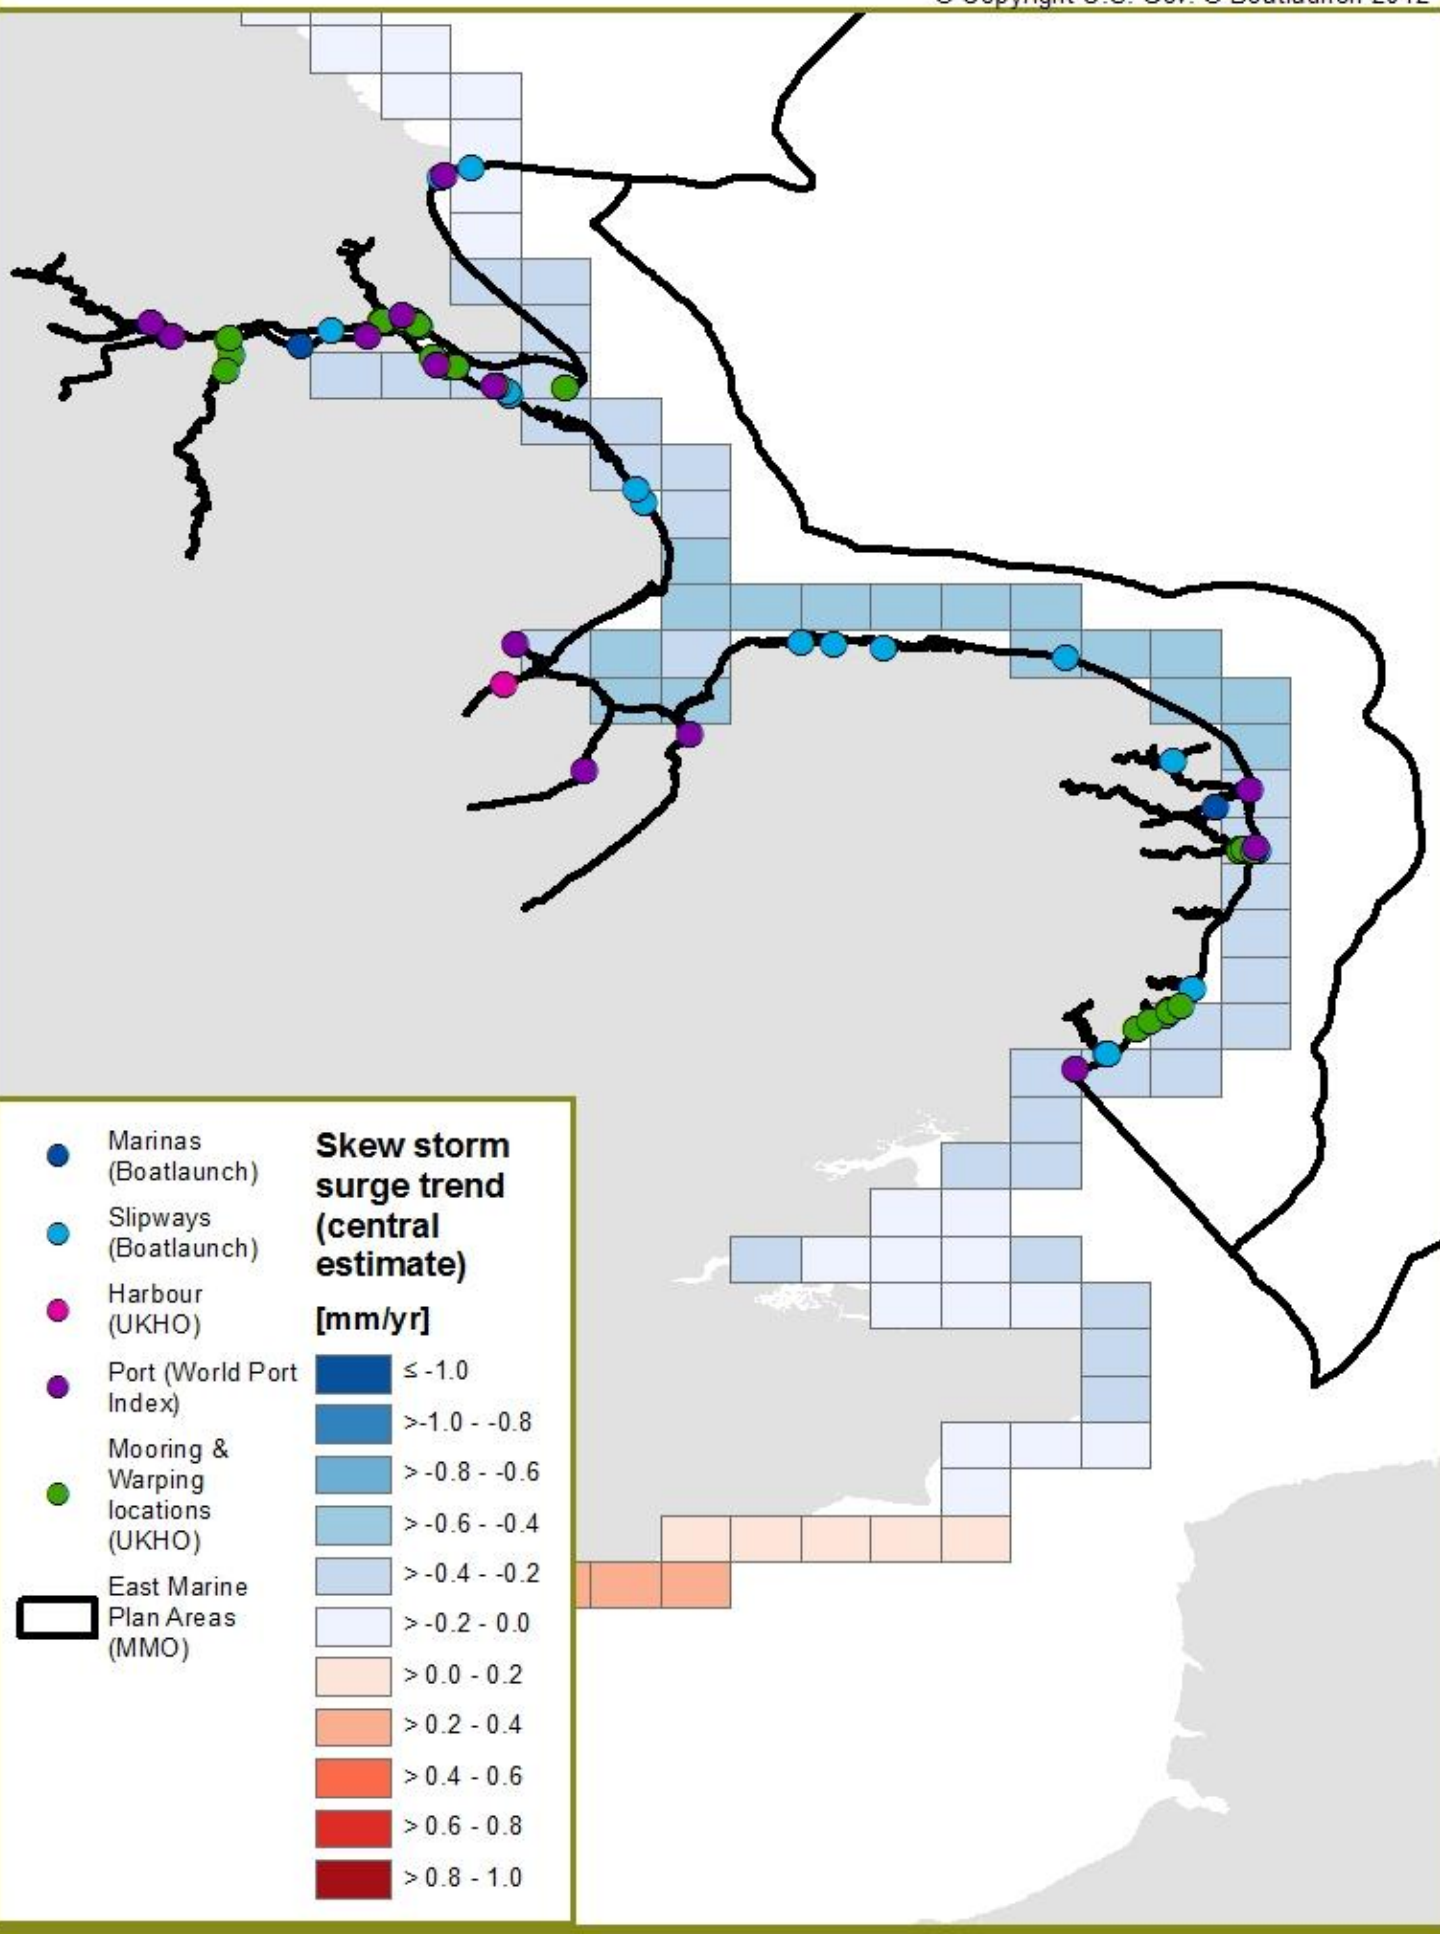 Marinas
(Boatlaunch)
Slipways
(Boatlaunch)
Harbour
(UKHO)
Port (World Port
Index)
Mooring &
Warping
locations
(UKHO)
East Marine
Plan Areas
(MMO)
Skew storm
surge trend
(central
estimate)
[mm/yr]
≤ -1.0
>-1.0 - -0.8
> -0.8 - -0.6
> -0.6 - -0.4
> -0.4 - -0.2
> -0.2 - 0.0
> 0.0 - 0.2
> 0.2 - 0.4
> 0.4 - 0.6
> 0.6 - 0.8
> 0.8 - 1.0